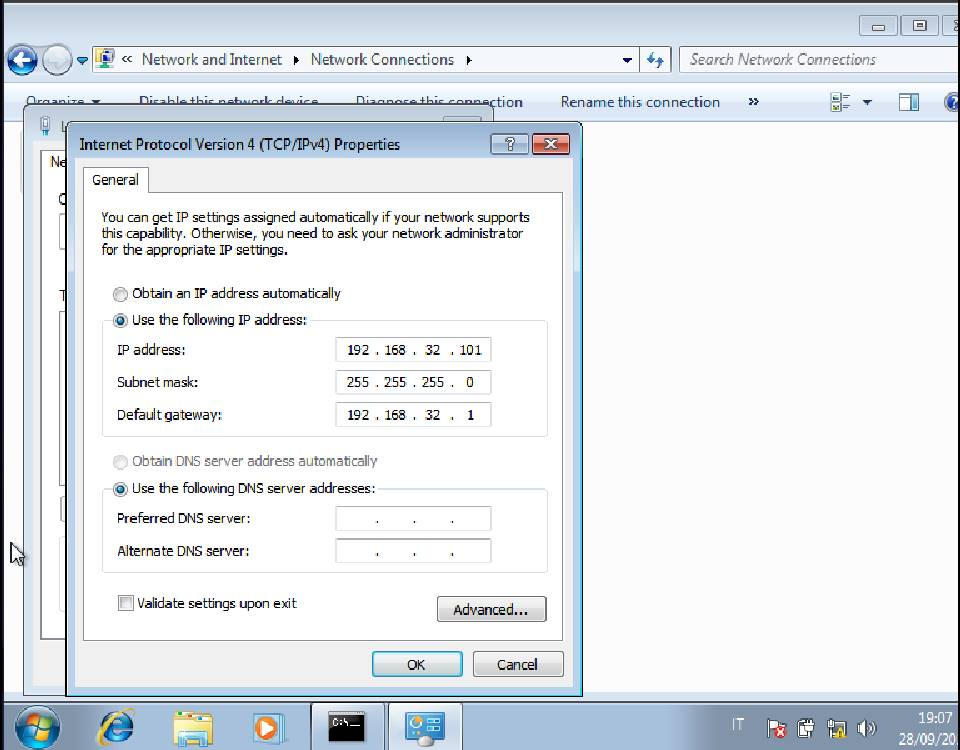 « Network and Internet Network Connections
Search Network Connections
Organize Disable this network device Diagnose this connection Rename this connection »
Internet Protocol Version 4 (TCP/IPv4) Properties
Ne
General
You can get IP settings assigned automatically if your network supports
this capability. Otherwise, you need to ask your network administrator
for the appropriate IP settings.
Obtain an IP address automatically
Use the following IP address:
IP address: 192 . 168 . 32 . 101
Subnet mask: 255 . 255 . 255 . 0
Default gateway: 192 . 168 . 32 . 1
Obtain DNS server address automatically
Use the following DNS server addresses:
Preferred DNS server: . . .
Alternate DNS server: . . .
Validate settings upon exit
Advanced...
OK Cancel
C:\_
IT
19:07
28/09/20